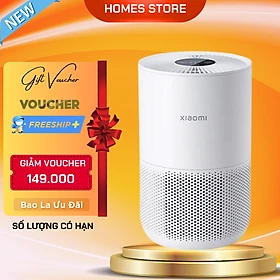 NEW
HOMES STORE
Gift Voucher
VOUCHER
FREESHIP+
GIẢM VOUCHER
149.000
Bao La Ưu Đãi
SỐ LƯỢNG CÓ HẠN
xiaomi